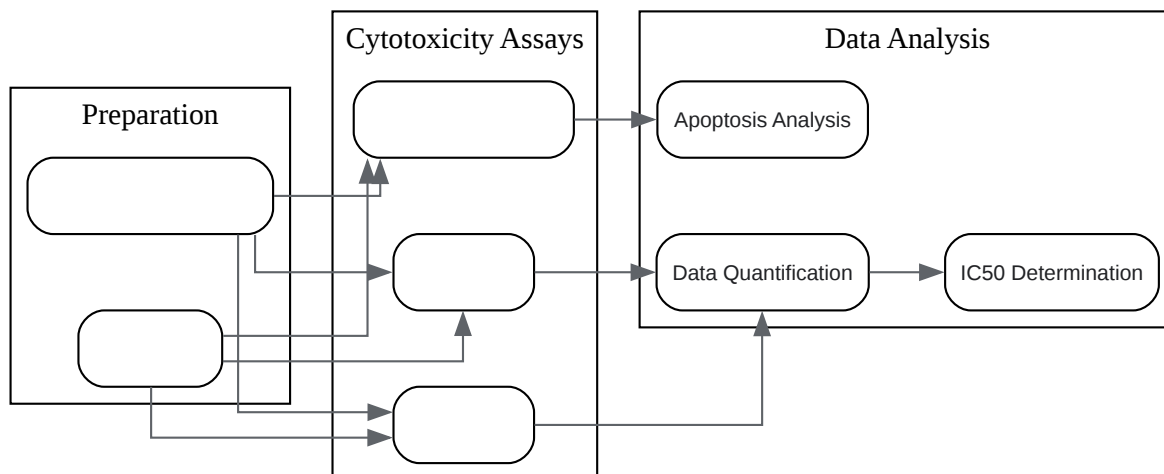 Cytotoxicity Assays
Data Analysis
Preparation
Apoptosis Analysis
Data Quantification
IC50 Determination